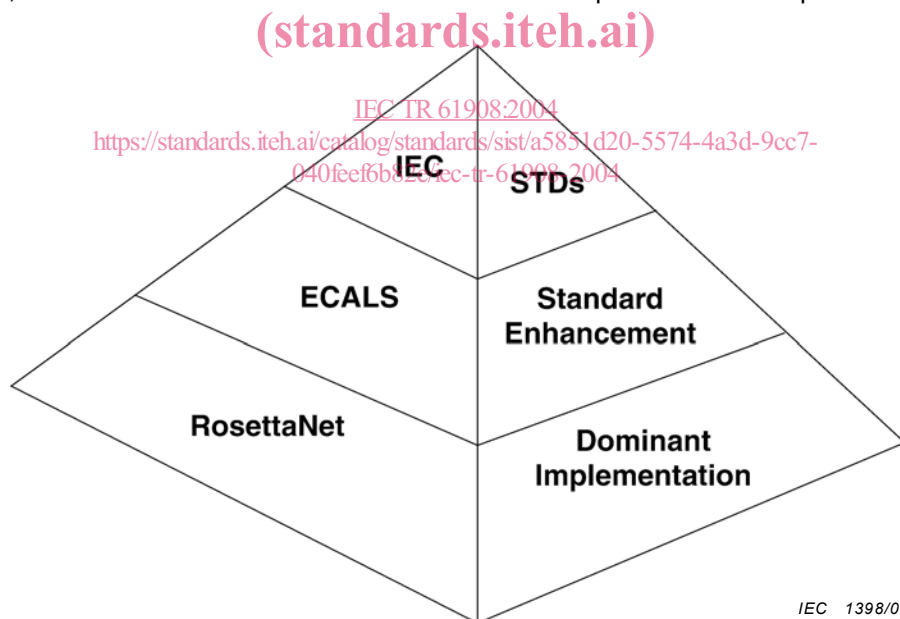 (standards.iteh.ai)
IEC TR 61908:2004
https://standards.iteh.ai/catalog/standards/sist/a5851d20-5574-4a3d-9cc7-
040feef6b82e/iec-tr-61908-2004
IEC
STDs
ECALS
Standard
Enhancement
RosettaNet
Dominant
Implementation
IEC 1398/0